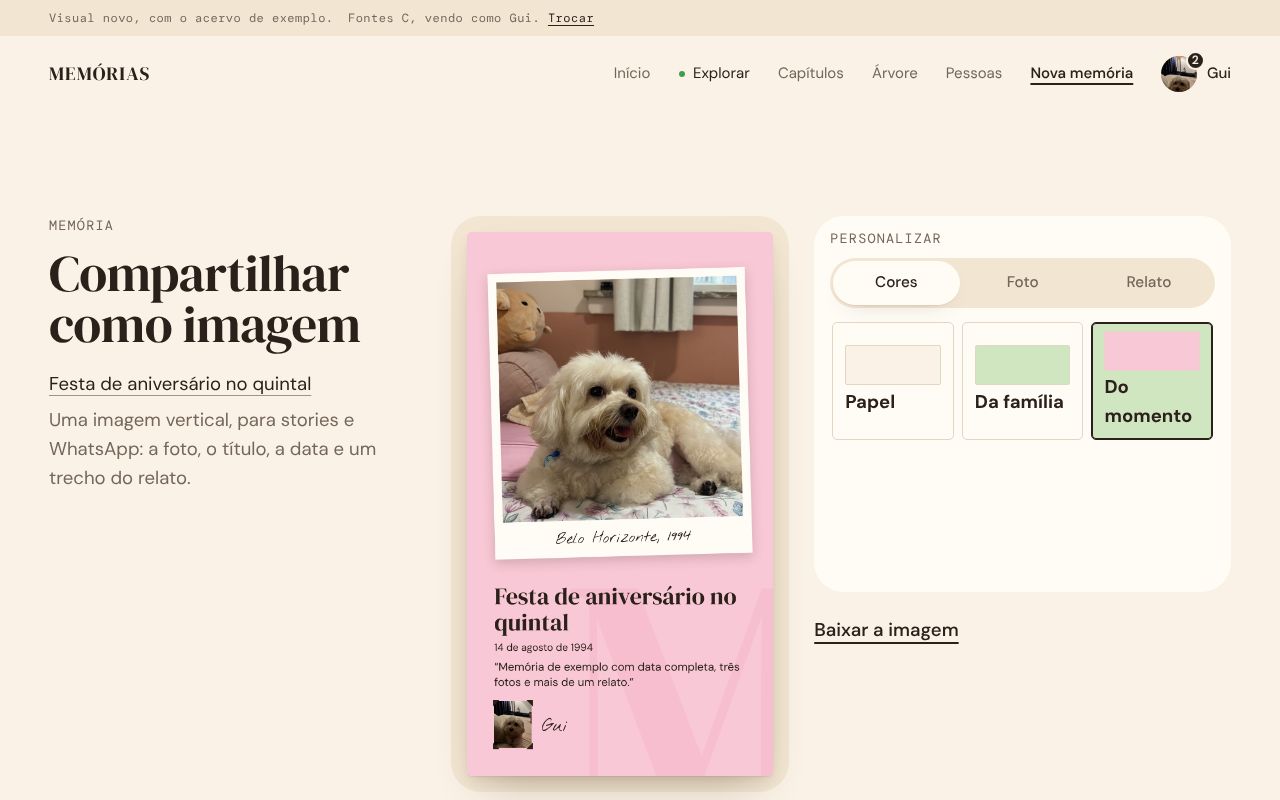 Visual novo, com o acervo de exemplo. Fontes C, vendo como Gui. Trocar
MEMÓRIAS
Início
Explorar
Capítulos
Árvore
Pessoas
Nova memória
2
Gui
MEMÓRIA
Compartilhar
como imagem
Festa de aniversário no quintal
Uma imagem vertical, para stories e
WhatsApp: a foto, o título, a data e um
trecho do relato.
Belo Horizonte, 1994
Festa de aniversário no
quintal
14 de agosto de 1994
“Memória de exemplo com data completa, três
fotos e mais de um relato.”
Gui
M
PERSONALIZAR
Cores
Foto
Relato
Papel
Da família
Do
momento
Baixar a imagem